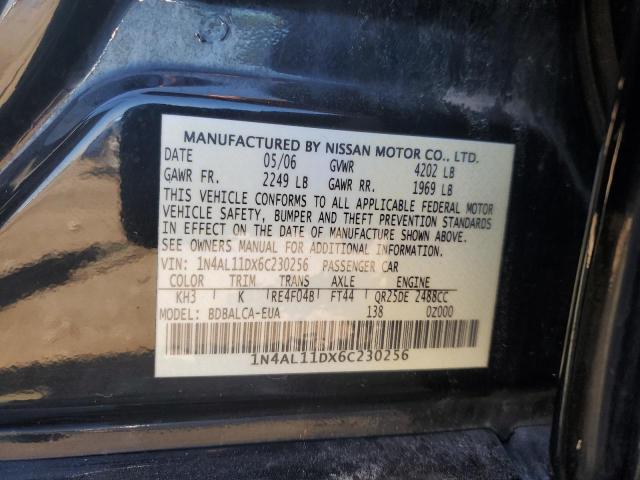 MANUFACTURED BY NISSAN MOTOR CO., LTD.
DATE 05/06 GVWR 4202 LB
GAWR FR. 2249 LB GAWR RR. 1969 LB
THIS VEHICLE CONFORMS TO ALL APPLICABLE FEDERAL MOTOR
VEHICLE SAFETY, BUMPER AND THEFT PREVENTION STANDARDS
IN EFFECT ON THE DATE OF MANUFACTURE SHOWN ABOVE.
SEE OWNERS MANUAL FOR ADDITIONAL INFORMATION.
VIN: 1N4AL11DX6C230256 PASSENGER CAR
COLOR TRIM TRANS AXLE ENGINE
KH3 K RE4F04B FT44 QR25DE 2488CC
MODEL: BDBALCA-EUA 138 0Z000
1N4AL11DX6C230256